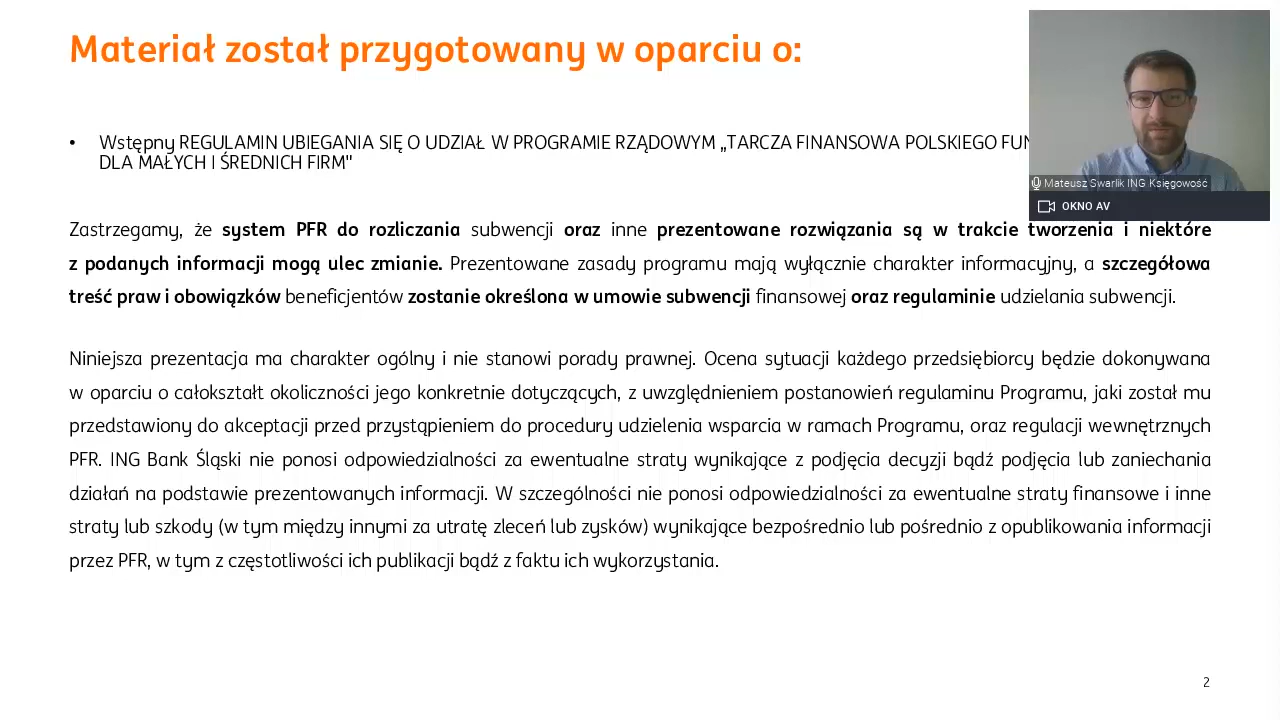 Materiał został przygotowany w oparciu o:
• Wstępny REGULAMIN UBIEGANIA SIĘ O UDZIAŁ W PROGRAMIE RZĄDOWYM „TARCZA FINANSOWA POLSKIEGO
DLA MAŁYCH I ŚREDNICH FIRM"
Mateusz Swarlik ING Księgowość
OKNO AV
Zastrzegamy, że system PFR do rozliczania subwencji oraz inne prezentowane rozwiązania są w trakcie tworzenia i niektóre
z podanych informacji mogą ulec zmianie. Prezentowane zasady programu mają wyłącznie charakter informacyjny, a szczegółowa
treść praw i obowiązków beneficjentów zostanie określona w umowie subwencji finansowej oraz regulaminie udzielania subwencji.
Niniejsza prezentacja ma charakter ogólny i nie stanowi porady prawnej. Ocena sytuacji każdego przedsiębiorcy będzie dokonywana
w oparciu o całokształt okoliczności jego konkretnie dotyczących, z uwzględnieniem postanowień regulaminu Programu, jaki został mu
przedstawiony do akceptacji przed przystąpieniem do procedury udzielenia wsparcia w ramach Programu, oraz regulacji wewnętrznych
PFR. ING Bank Śląski nie ponosi odpowiedzialności za ewentualne straty wynikające z podjęcia decyzji bądź podjęcia lub zaniechania
działań na podstawie prezentowanych informacji. W szczególności nie ponosi odpowiedzialności za ewentualne straty finansowe i inne
straty lub szkody (w tym między innymi za utratę zleceń lub zysków) wynikające bezpośrednio lub pośrednio z opublikowania informacji
przez PFR, w tym z częstotliwości ich publikacji bądź z faktu ich wykorzystania.
2